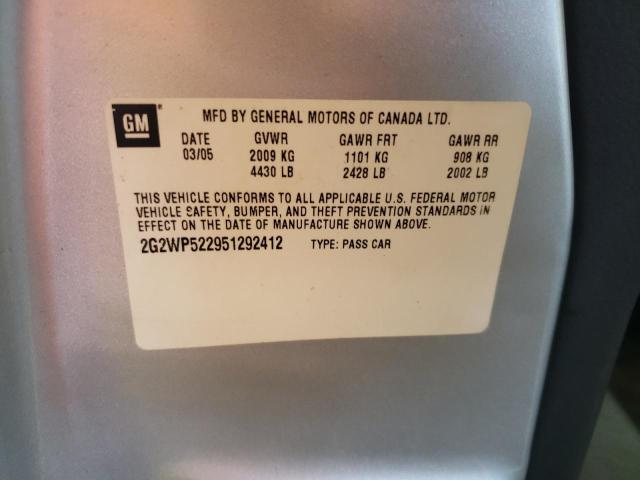 GM
MFD BY GENERAL MOTORS OF CANADA LTD.
DATE GVWR GAWR FRT GAWR RR
03/05 2009 KG 1101 KG 908 KG
4430 LB 2428 LB 2002 LB
THIS VEHICLE CONFORMS TO ALL APPLICABLE U.S. FEDERAL MOTOR
VEHICLE SAFETY, BUMPER, AND THEFT PREVENTION STANDARDS IN
EFFECT ON THE DATE OF MANUFACTURE SHOWN ABOVE.
2G2WP522951292412 TYPE: PASS CAR